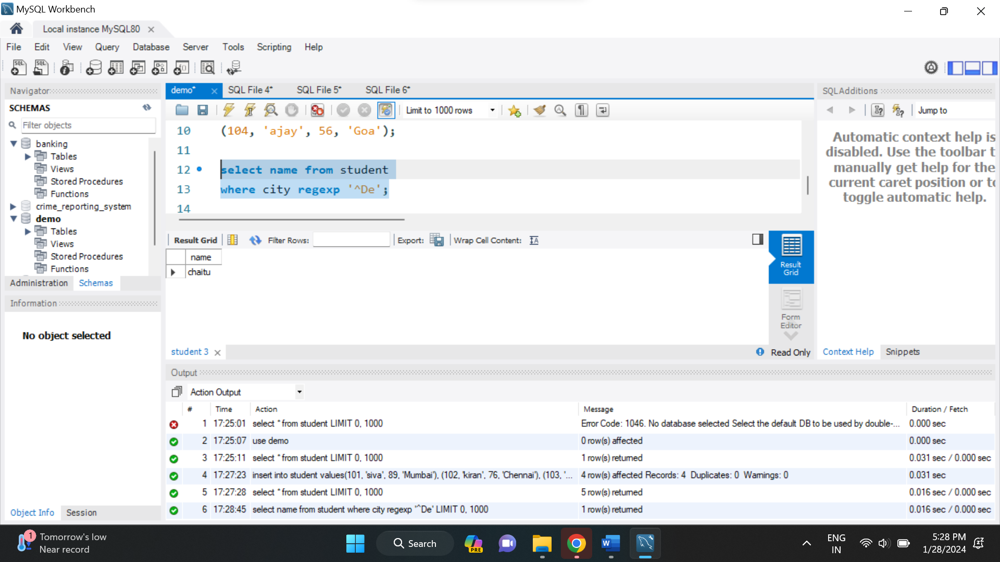 MySQL Workbench
Local instance MySQL80
File Edit View Query Database Server Tools Scripting Help
Navigator
SCHEMAS
Filter objects
banking
Tables
Views
Stored Procedures
Functions
crime_reporting_system
demo
Tables
Views
Stored Procedures
Functions
Administration Schemas
Information
No object selected
Object Info Session
demo* SQL File 4* SQL File 5* SQL File 6*
Limit to 1000 rows
10 (104, 'ajay', 56, 'Goa');
11
12 select name from student
13 where city regexp '^De';
14
Result Grid Filter Rows: Export: Wrap Cell Content:
name
chaitu
Result
Grid
Form
Editor
student 3
Read Only
SQLAdditions
Jump to
Automatic context help is
disabled. Use the toolbar t
manually get help for the
current caret position or to
toggle automatic help.
Context Help Snippets
Output
Action Output
# Time Action Message Duration / Fetch
1 17:25:01 select * from student LIMIT 0, 1000 Error Code: 1046. No database selected Select the default DB to be used by double-... 0.000 sec
2 17:25:07 use demo 0 row(s) affected 0.000 sec
3 17:25:11 select * from student LIMIT 0, 1000 1 row(s) returned 0.031 sec / 0.000 sec
4 17:27:23 insert into student values(101, 'siva', 89, 'Mumbai'), (102, 'kiran', 76, 'Chennai'), (103, '... 4 row(s) affected Records: 4 Duplicates: 0 Warnings: 0 0.031 sec
5 17:27:28 select * from student LIMIT 0, 1000 5 row(s) returned 0.016 sec / 0.000 sec
6 17:28:45 select name from student where city regexp '^De' LIMIT 0, 1000 1 row(s) returned 0.016 sec / 0.000 sec
1
Tomorrow's low
Near record
Search
PRE
ENG
IN
5:28 PM
1/28/2024